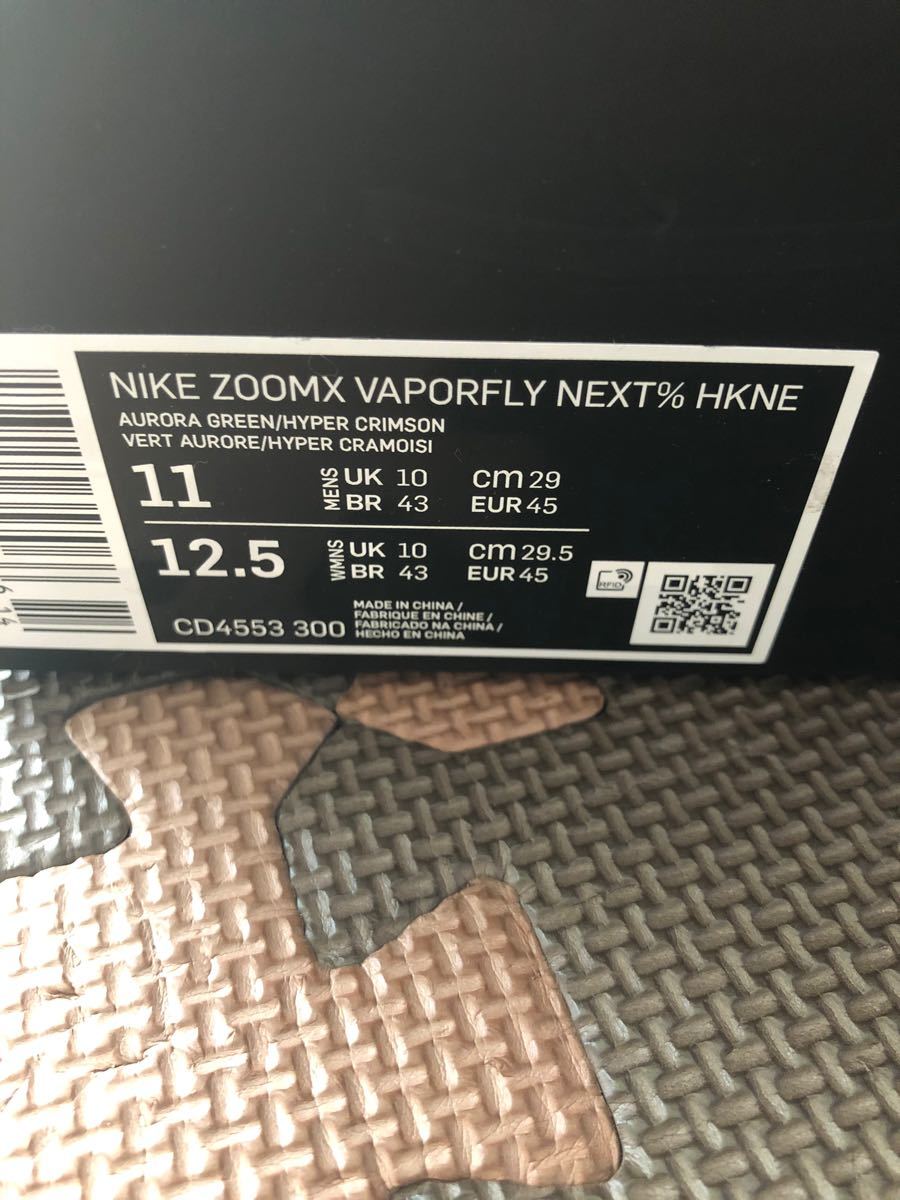 NIKE ZOOMX VAPORFLY NEXT% HKNE
AURORA GREEN/HYPER CRIMSON
VERT AURORE/HYPER CRAMOISI
11 MENS UK 10 cm 29
BR 43 EUR 45
12.5 WMNS UK 10 cm 29.5
BR 43 EUR 45
RFID
CD4553 300
MADE IN CHINA /
FABRIQUE EN CHINE /
FABRICADO NA CHINA /
HECHO EN CHINA